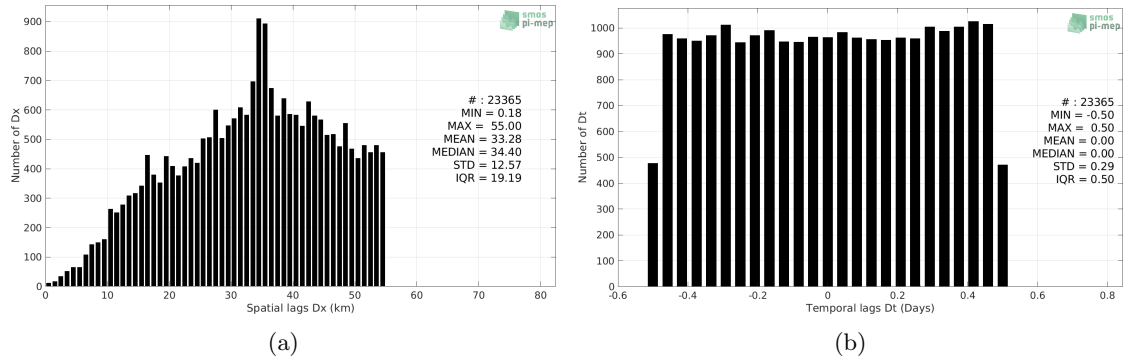 smos
pi-mep
900
800
700
600
500
400
300
200
100
0
Number of Dx
# : 23365
MIN = 0.18
MAX = 55.00
MEAN = 33.28
MEDIAN = 34.40
STD = 12.57
IQR = 19.19
0 10 20 30 40 50 60 70 80
Spatial lags Dx (km)
(a)
smos
pi-mep
1000
900
800
700
600
500
400
300
200
100
0
Number of Dt
# : 23365
MIN = -0.50
MAX = 0.50
MEAN = 0.00
MEDIAN = 0.00
STD = 0.29
IQR = 0.50
-0.6 -0.4 -0.2 0 0.2 0.4 0.6 0.8
Temporal lags Dt (Days)
(b)